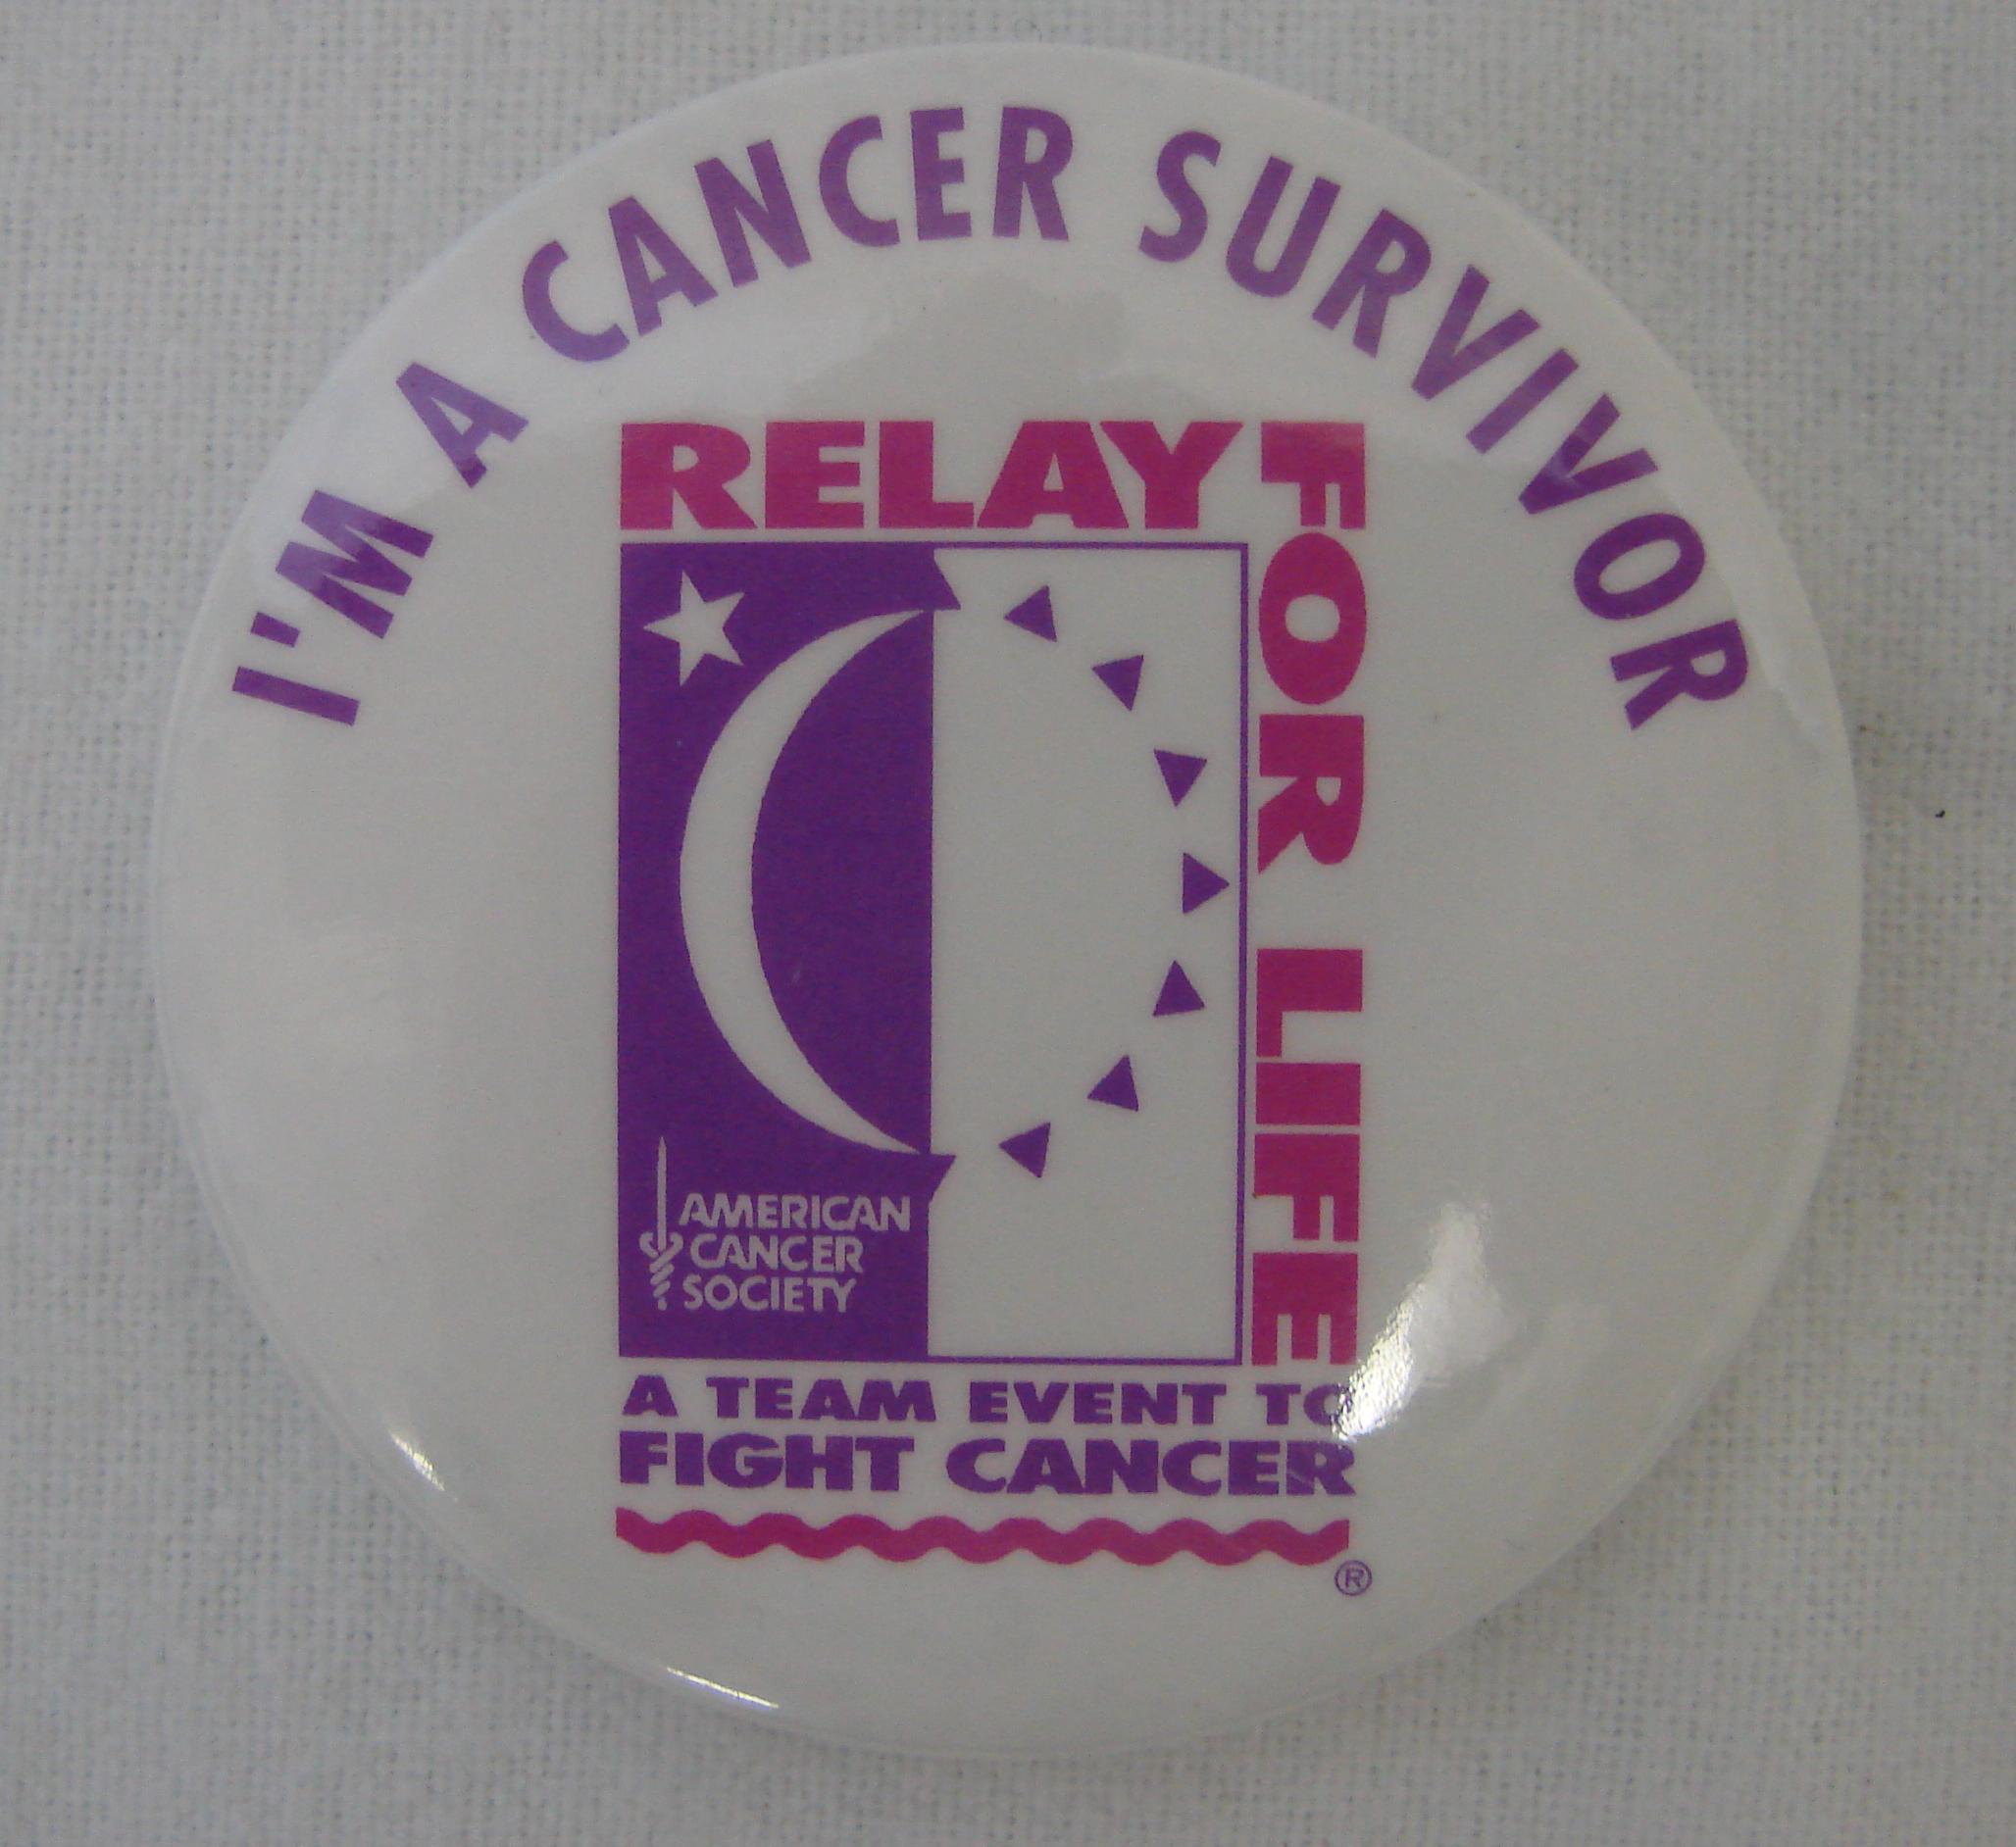 I'M A CANCER SURVIVOR
RELAY
FOR LIFE
AMERICAN
CANCER
SOCIETY
A TEAM EVENT TO
FIGHT CANCER
®